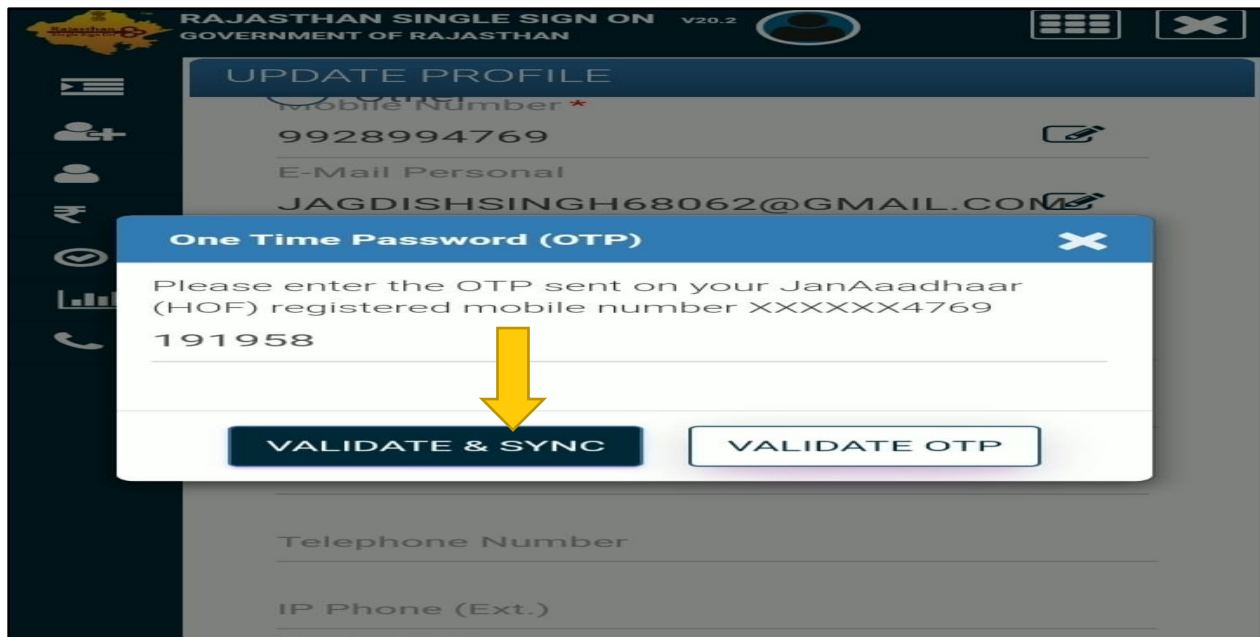 RAJASTHAN SINGLE SIGN ON V20.2
GOVERNMENT OF RAJASTHAN
UPDATE PROFILE
Other
Mobile Number *
9928994769
E-Mail Personal
JAGDISHSINGH68062@GMAIL.COM
One Time Password (OTP)
Please enter the OTP sent on your JanAaadhaar
(HOF) registered mobile number XXXXXX4769
191958
VALIDATE & SYNC
VALIDATE OTP
Telephone Number
IP Phone (Ext.)